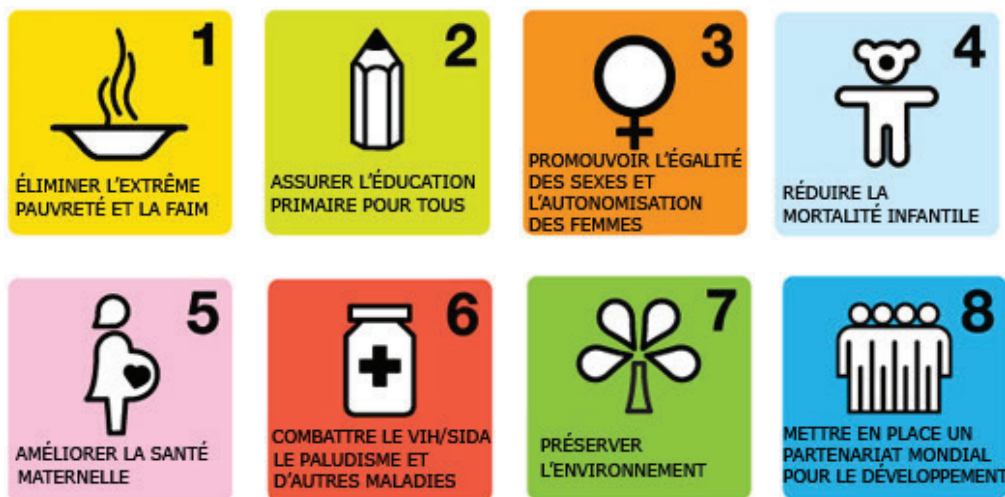 1
ÉLIMINER L'EXTRÊME
PAUVRETÉ ET LA FAIM
2
ASSURER L'ÉDUCATION
PRIMAIRE POUR TOUS
3
PROMOUVOIR L'ÉGALITÉ
DES SEXES ET
L'AUTONOMISATION
DES FEMMES
4
RÉDUIRE LA
MORTALITÉ INFANTILE
5
AMÉLIORER LA SANTÉ
MATERNELLE
6
COMBATTRE LE VIH/SIDA
LE PALUDISME ET
D'AUTRES MALADIES
7
PRÉSERVER
L'ENVIRONNEMENT
8
METTRE EN PLACE UN
PARTENARIAT MONDIAL
POUR LE DÉVELOPPEMENT